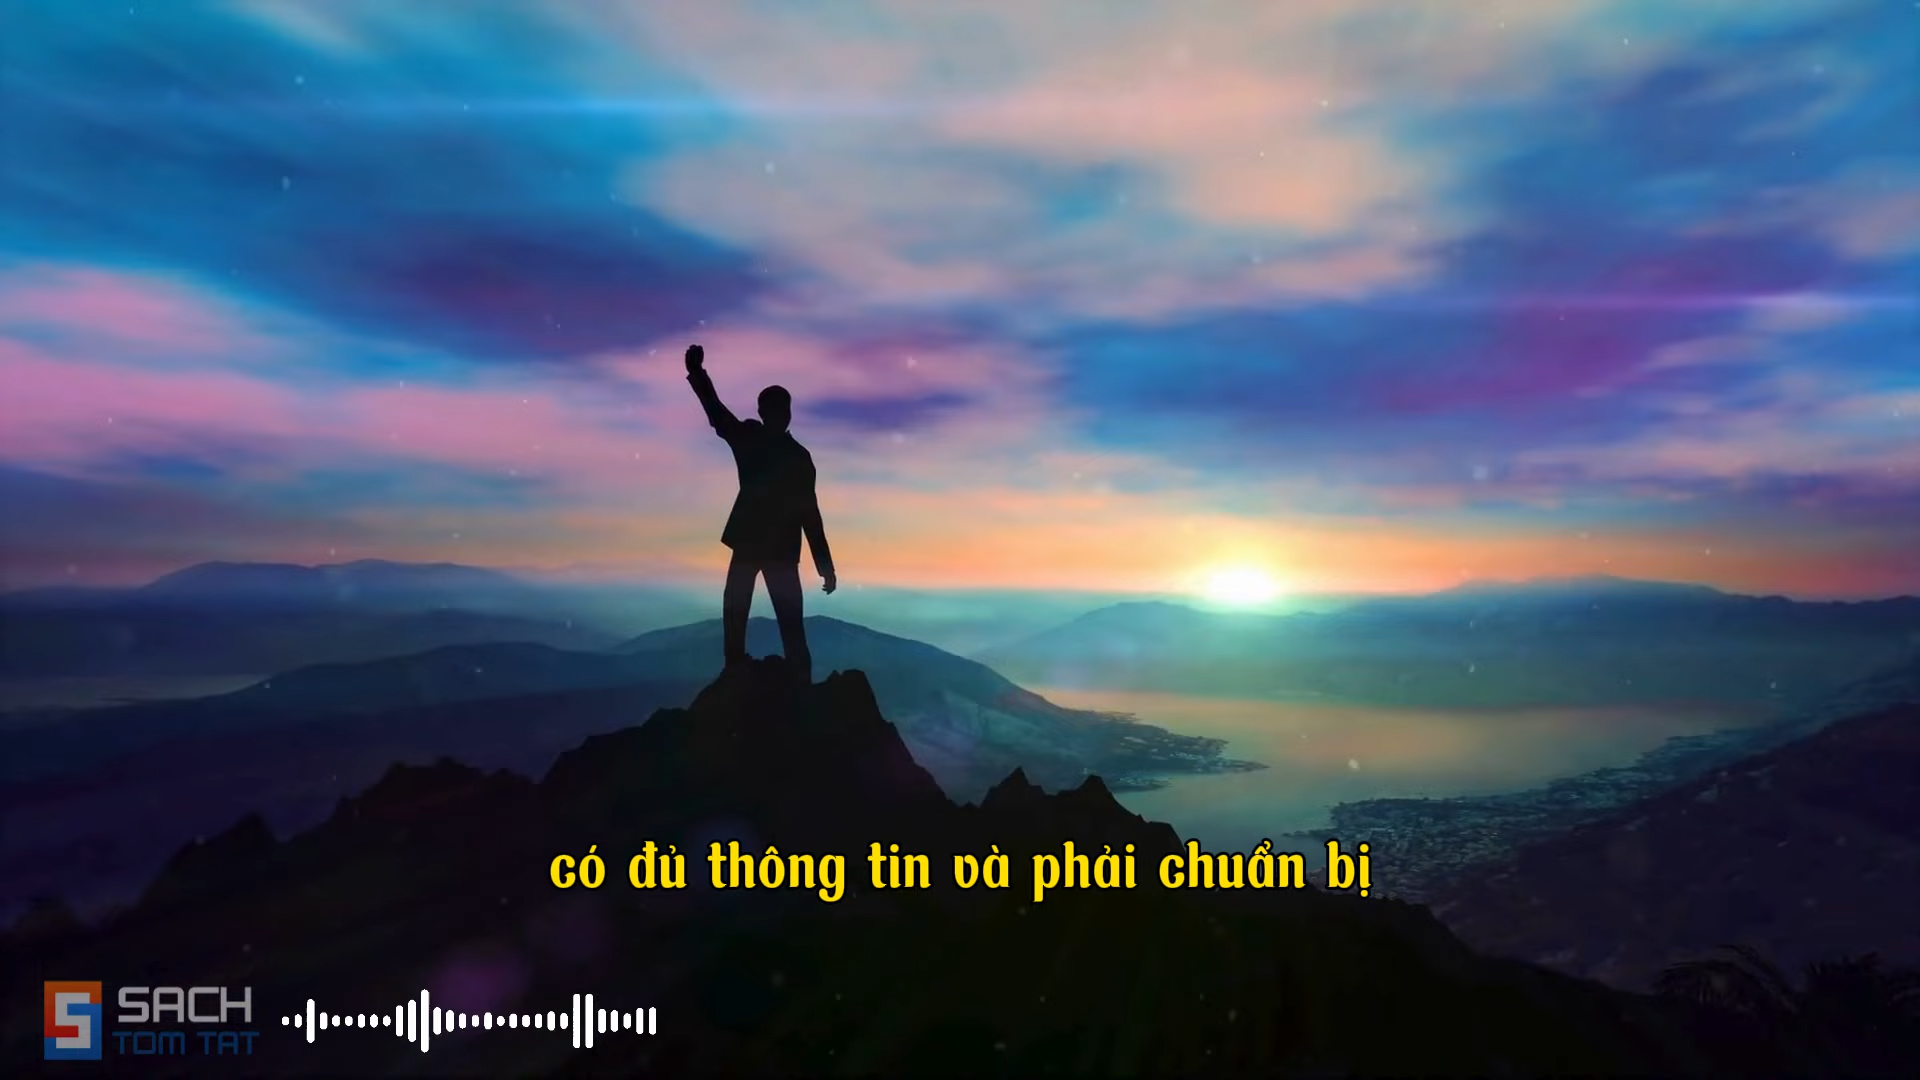 có đủ thông tin và phải chuẩn bị
SACH
TOM TAT